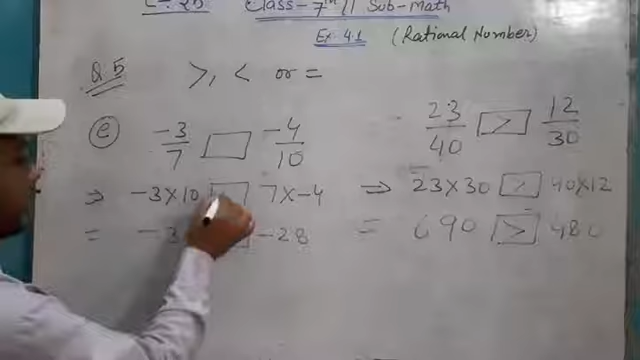 Class - 7th // Sub - Math
Ex 4.1 (Rational Number)
Q.5 >, < or =
(e) -3/7 □ -4/10 23/40 > 12/30
⇒ -3×10 □ 7×-4 ⇒ 23×30 > 40×12
= -3 -28 = 690 > 480